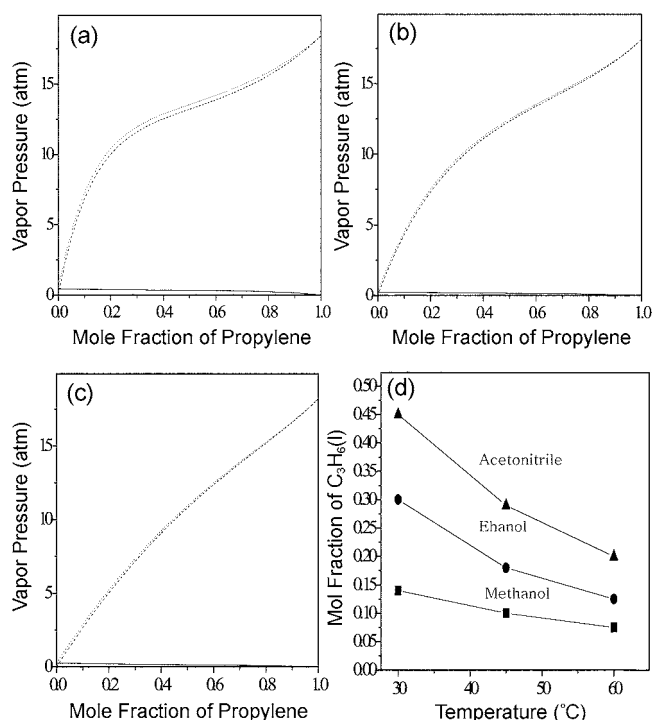 (a)
Vapor Pressure (atm)
15
10
5
0
0.0 0.2 0.4 0.6 0.8 1.0
Mole Fraction of Propylene
(b)
Vapor Pressure (atm)
15
10
5
0
0.0 0.2 0.4 0.6 0.8 1.0
Mole Fraction of Propylene
(c)
Vapor Pressure (atm)
15
10
5
0
0.0 0.2 0.4 0.6 0.8 1.0
Mole Fraction of Propylene
(d)
Mol Fraction of C₃H₆(l)
0.50
0.45
0.40
0.35
0.30
0.25
0.20
0.15
0.10
0.05
0.00
Acetonitrile
Ehanol
Methanol
30 40 50 60
Temperature (°C)